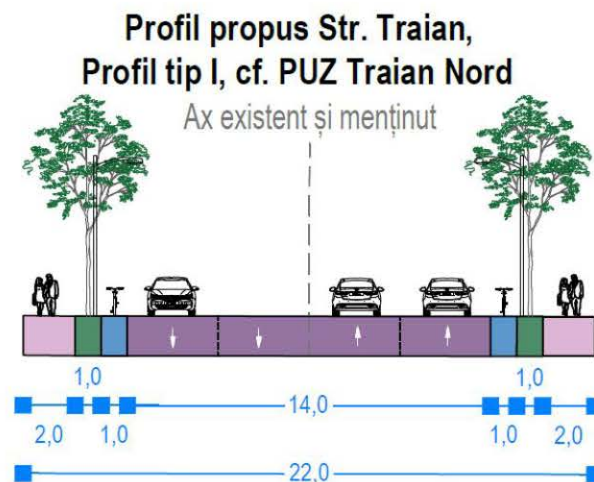 Profil propus Str. Traian,
Profil tip I, cf. PUZ Traian Nord
Ax existent și menținut
1,0 1,0
14,0
2,0 1,0 1,0 2,0
22,0